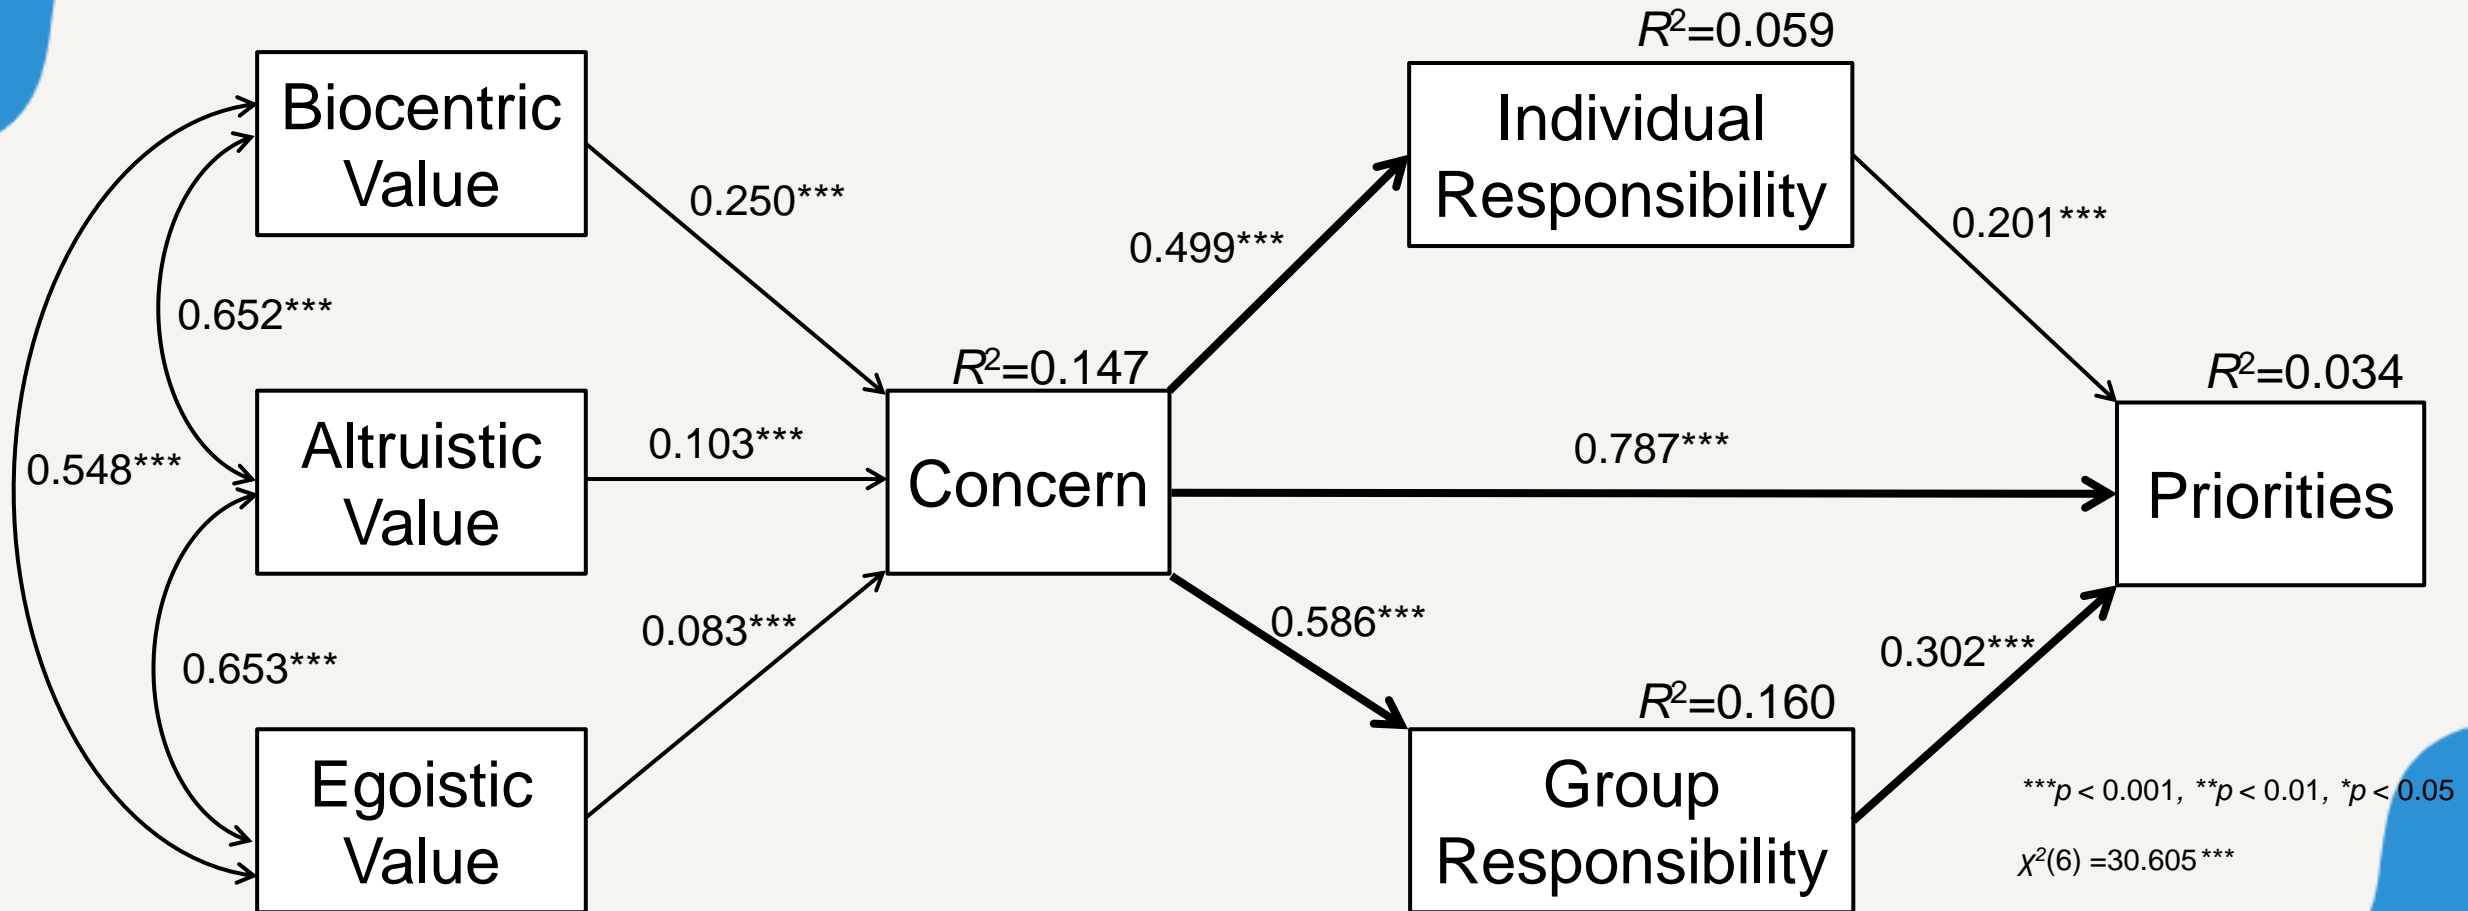 R²=0.059
Biocentric
Value
Individual
Responsibility
0.250***
0.499***
0.201***
0.652***
R²=0.147
R²=0.034
Altruistic
Value
0.103***
0.548***
Concern
0.787***
Priorities
0.083***
0.586***
0.302***
0.653***
R²=0.160
Egoistic
Value
Group
Responsibility
***p < 0.001, **p < 0.01, *p < 0.05
χ²(6) =30.605***